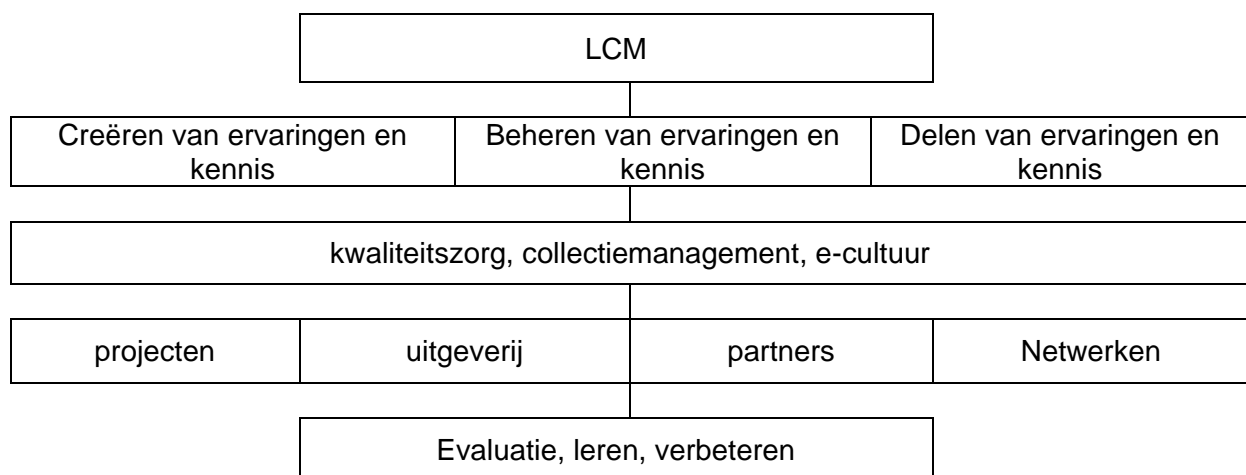 LCM
Creëren van ervaringen en
kennis
Beheren van ervaringen en
kennis
Delen van ervaringen en
kennis
kwaliteitszorg, collectiemanagement, e-cultuur
projecten
uitgeverij
partners
Netwerken
Evaluatie, leren, verbeteren